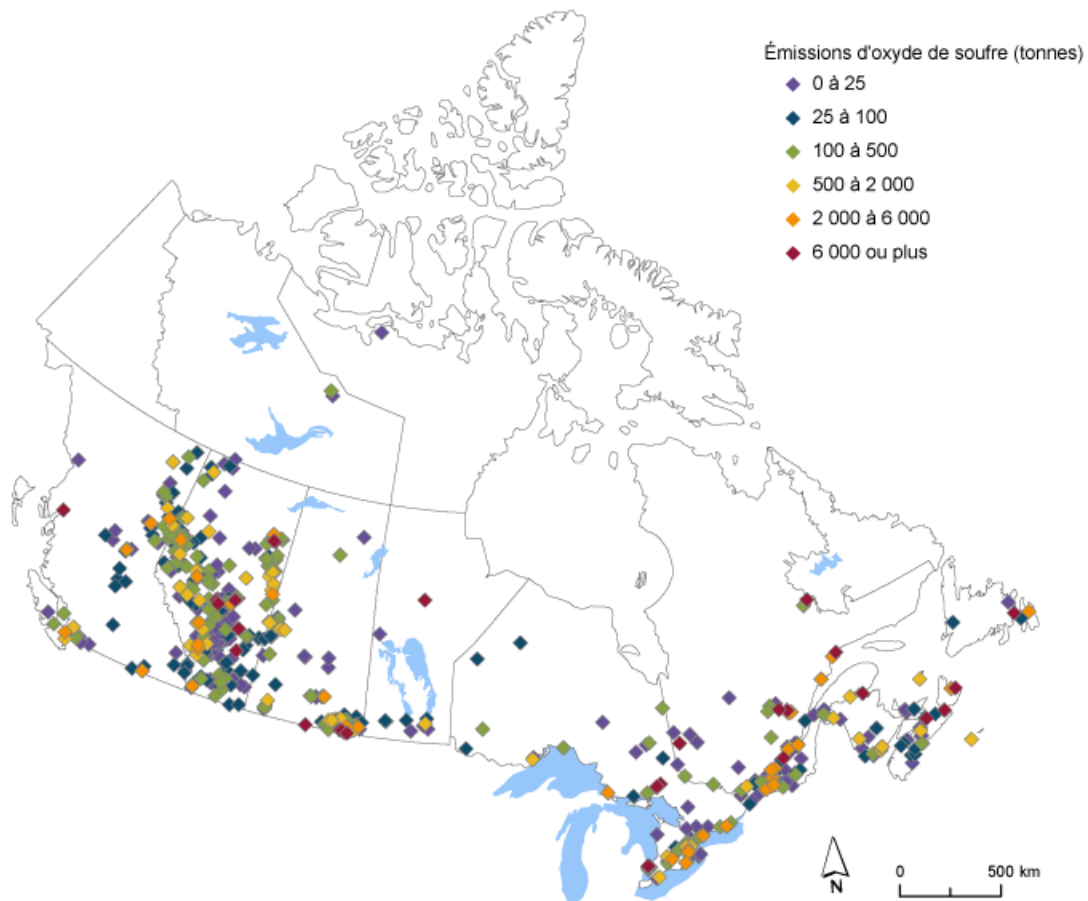 Émissions d'oxyde de soufre (tonnes)
0 à 25
25 à 100
100 à 500
500 à 2 000
2 000 à 6 000
6 000 ou plus
N
0 500 km